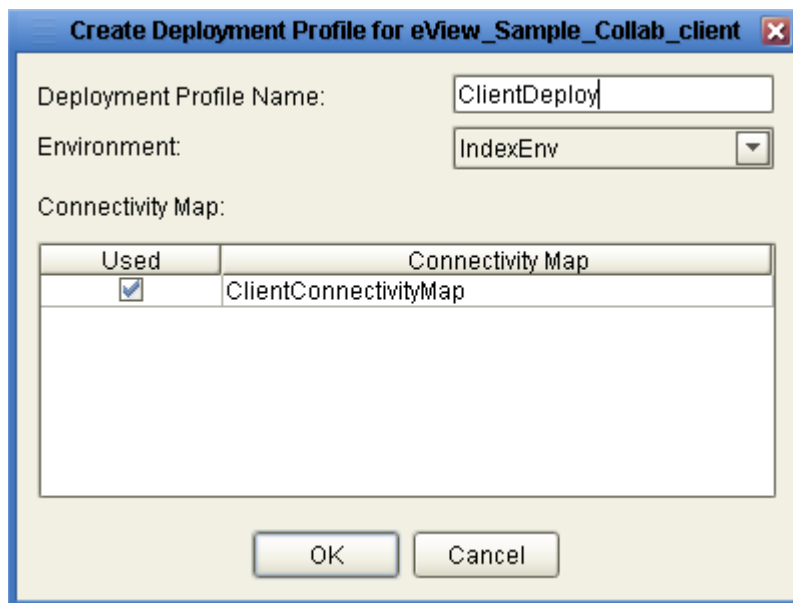 Create Deployment Profile for eView_Sample_Collab_client
Deployment Profile Name: ClientDeploy
Environment: IndexEnv
Connectivity Map:
Used Connectivity Map
ClientConnectivityMap
OK Cancel